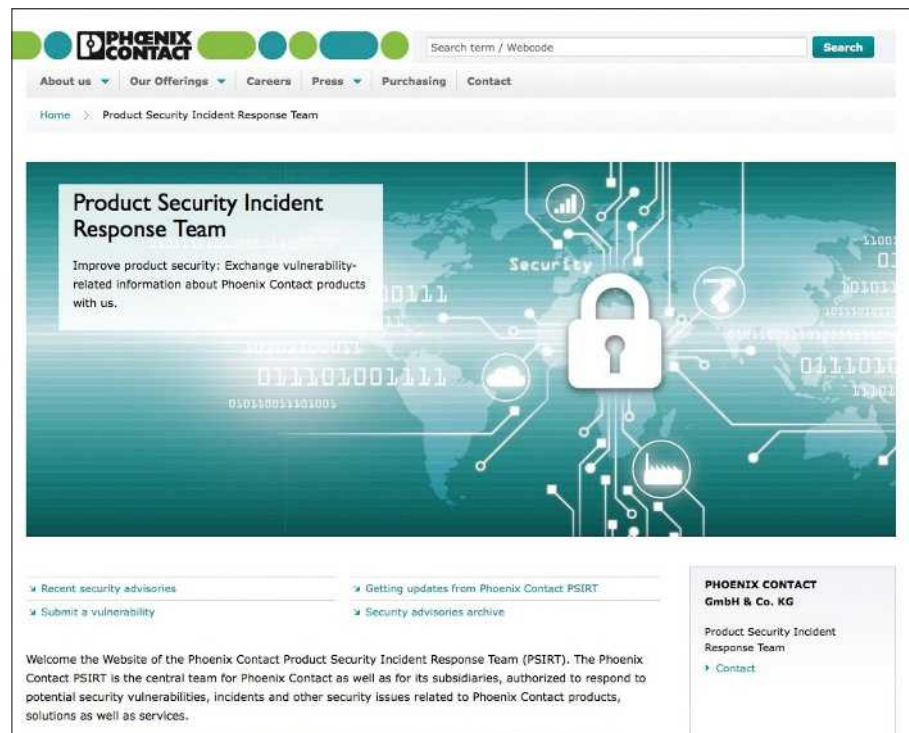 PHŒNIX
CONTACT
Search term / Webcode
Search
About us
Our Offerings
Careers
Press
Purchasing
Contact
Home > Product Security Incident Response Team
Product Security Incident
Response Team
Improve product security: Exchange vulnerability-
related information about Phoenix Contact products
with us.
Security
011101001111
010110011101001
Recent security advisories
Getting updates from Phoenix Contact PSIRT
Submit a vulnerability
Security advisories archive
Welcome the Website of the Phoenix Contact Product Security Incident Response Team (PSIRT). The Phoenix
Contact PSIRT is the central team for Phoenix Contact as well as for its subsidiaries, authorized to respond to
potential security vulnerabilities, incidents and other security issues related to Phoenix Contact products,
solutions as well as services.
PHOENIX CONTACT
GmbH & Co. KG
Product Security Incident
Response Team
Contact